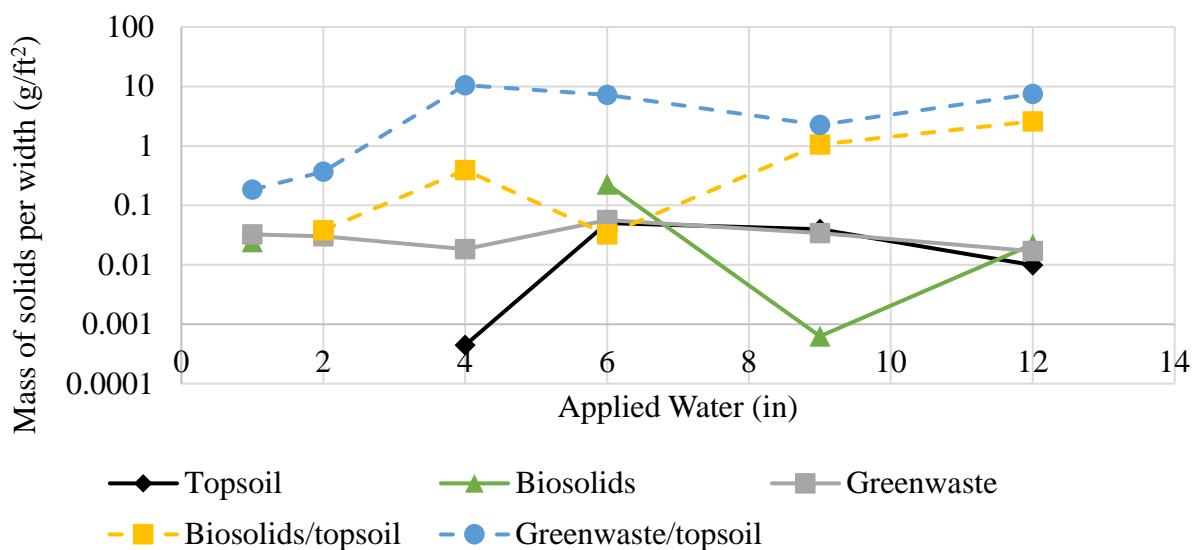 Mass of solids per width (g/ft²)
100
10
1
0.1
0.01
0.001
0.0001
0 2 4 6 8 10 12 14
Applied Water (in)
Topsoil Biosolids Greenwaste
Biosolids/topsoil Greenwaste/topsoil